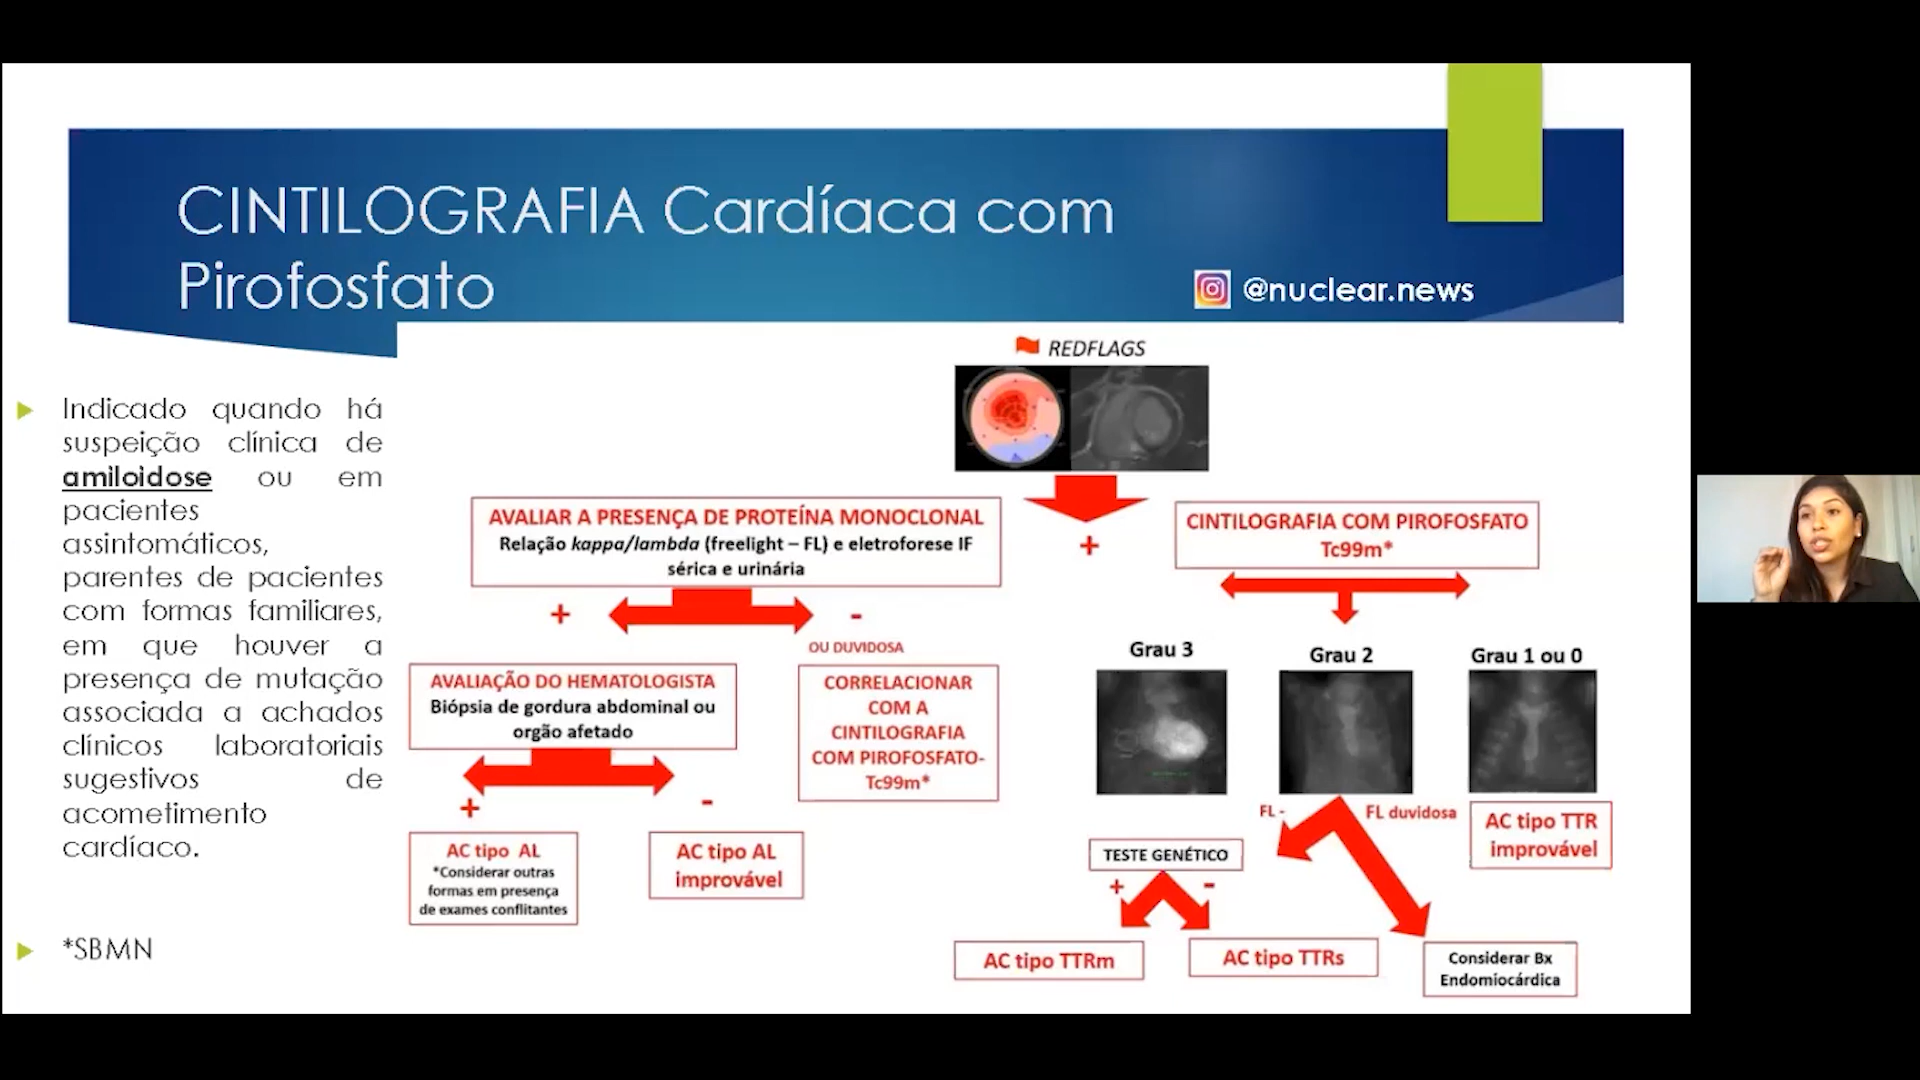 CINTILOGRAFIA Cardíaca com
Pirofosfato
@nuclear.news
Indicado quando há
suspeição clínica de
amiloidose ou em
pacientes
assintomáticos,
parentes de pacientes
com formas familiares,
em que houver a
presença de mutação
associada a achados
clínicos laboratoriais
sugestivos de
acometimento
cardíaco.
*SBMN
REDFLAGS
AVALIAR A PRESENÇA DE PROTEÍNA MONOCLONAL
Relação kappa/lambda (freelight – FL) e eletroforese IF
sérica e urinária
+
CINTILOGRAFIA COM PIROFOSFATO
Tc99m*
+
-
OU DUVIDOSA
AVALIAÇÃO DO HEMATOLOGISTA
Biópsia de gordura abdominal ou
orgão afetado
CORRELACIONAR
COM A
CINTILOGRAFIA
COM PIROFOSFATO-
Tc99m*
+
-
AC tipo AL
*Considerar outras
formas em presença
de exames conflitantes
AC tipo AL
improvável
Grau 3
Grau 2
Grau 1 ou 0
FL -
FL duvidosa
AC tipo TTR
improvável
TESTE GENÉTICO
+
-
AC tipo TTRm
AC tipo TTRs
Considerar Bx
Endomiocárdica